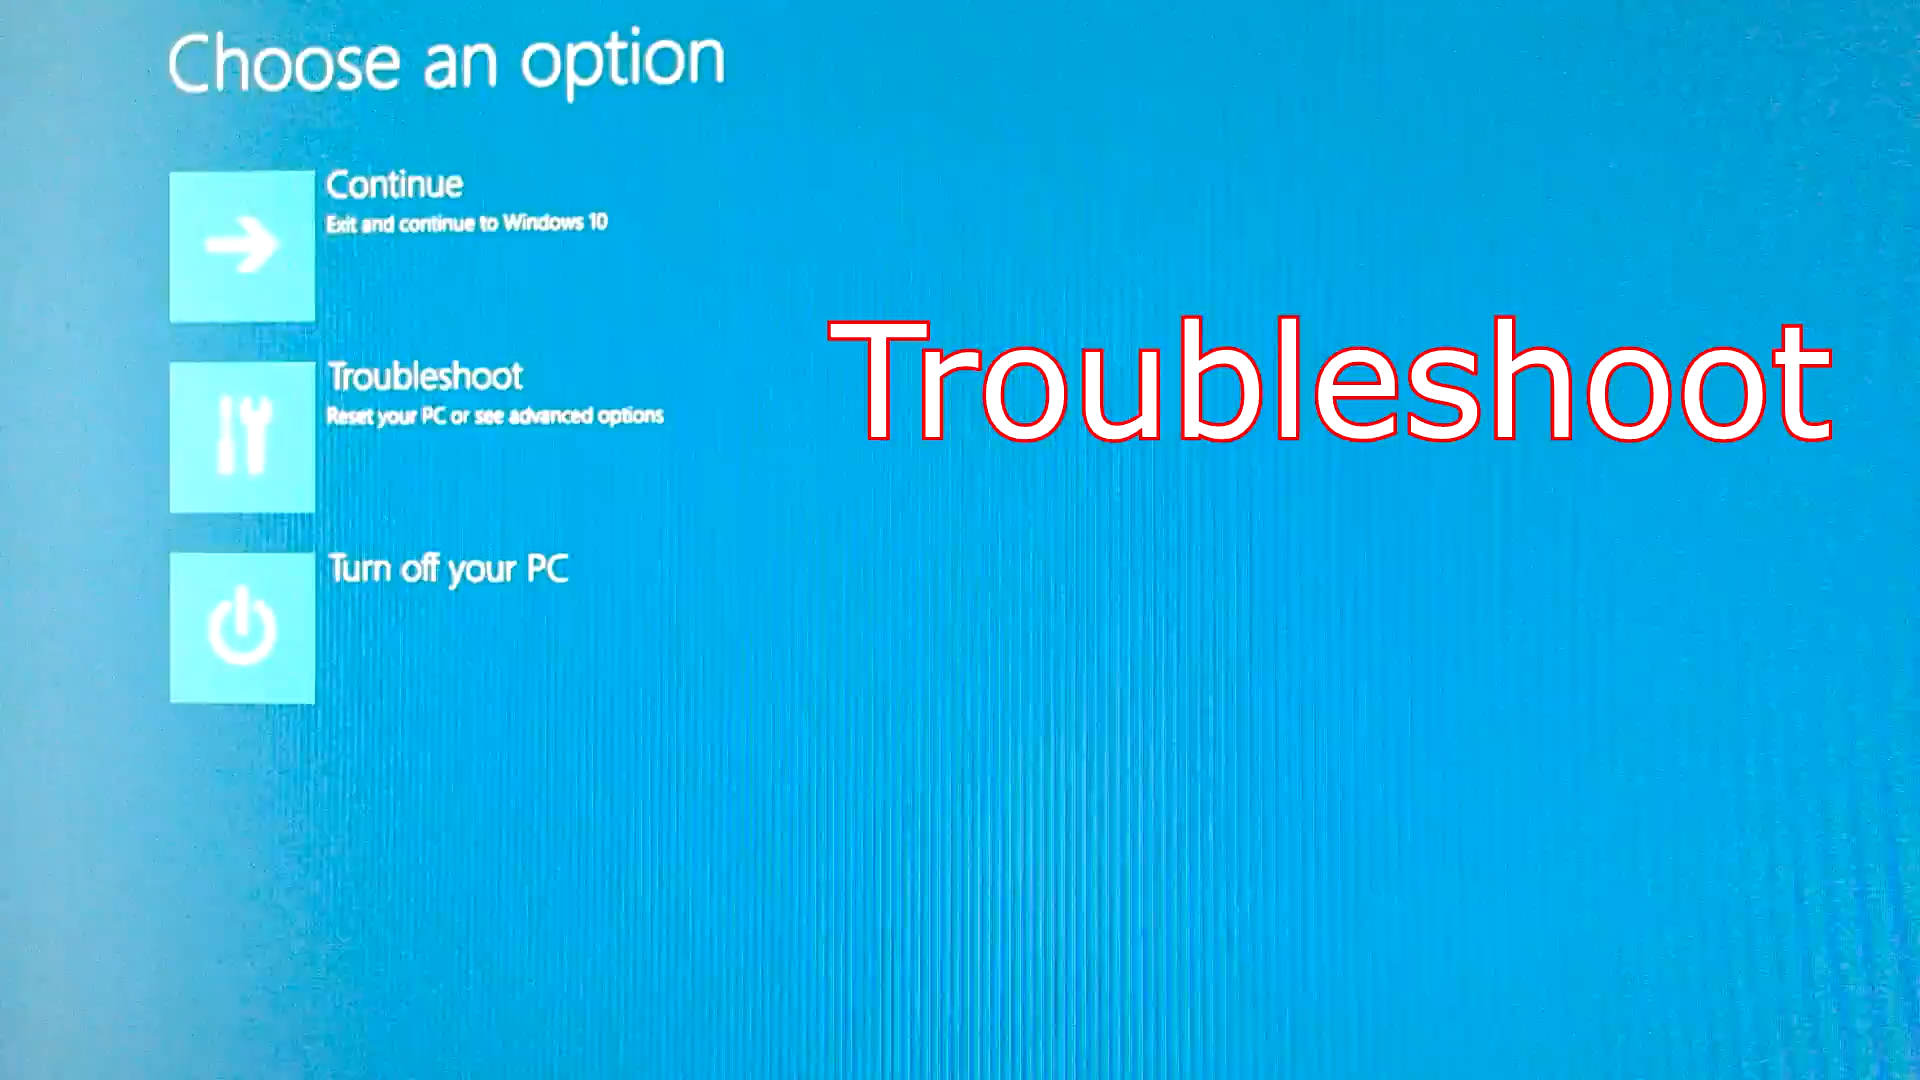 Choose an option
Continue
Exit and continue to Windows 10
Troubleshoot
Reset your PC or see advanced options
Troubleshoot
Turn off your PC